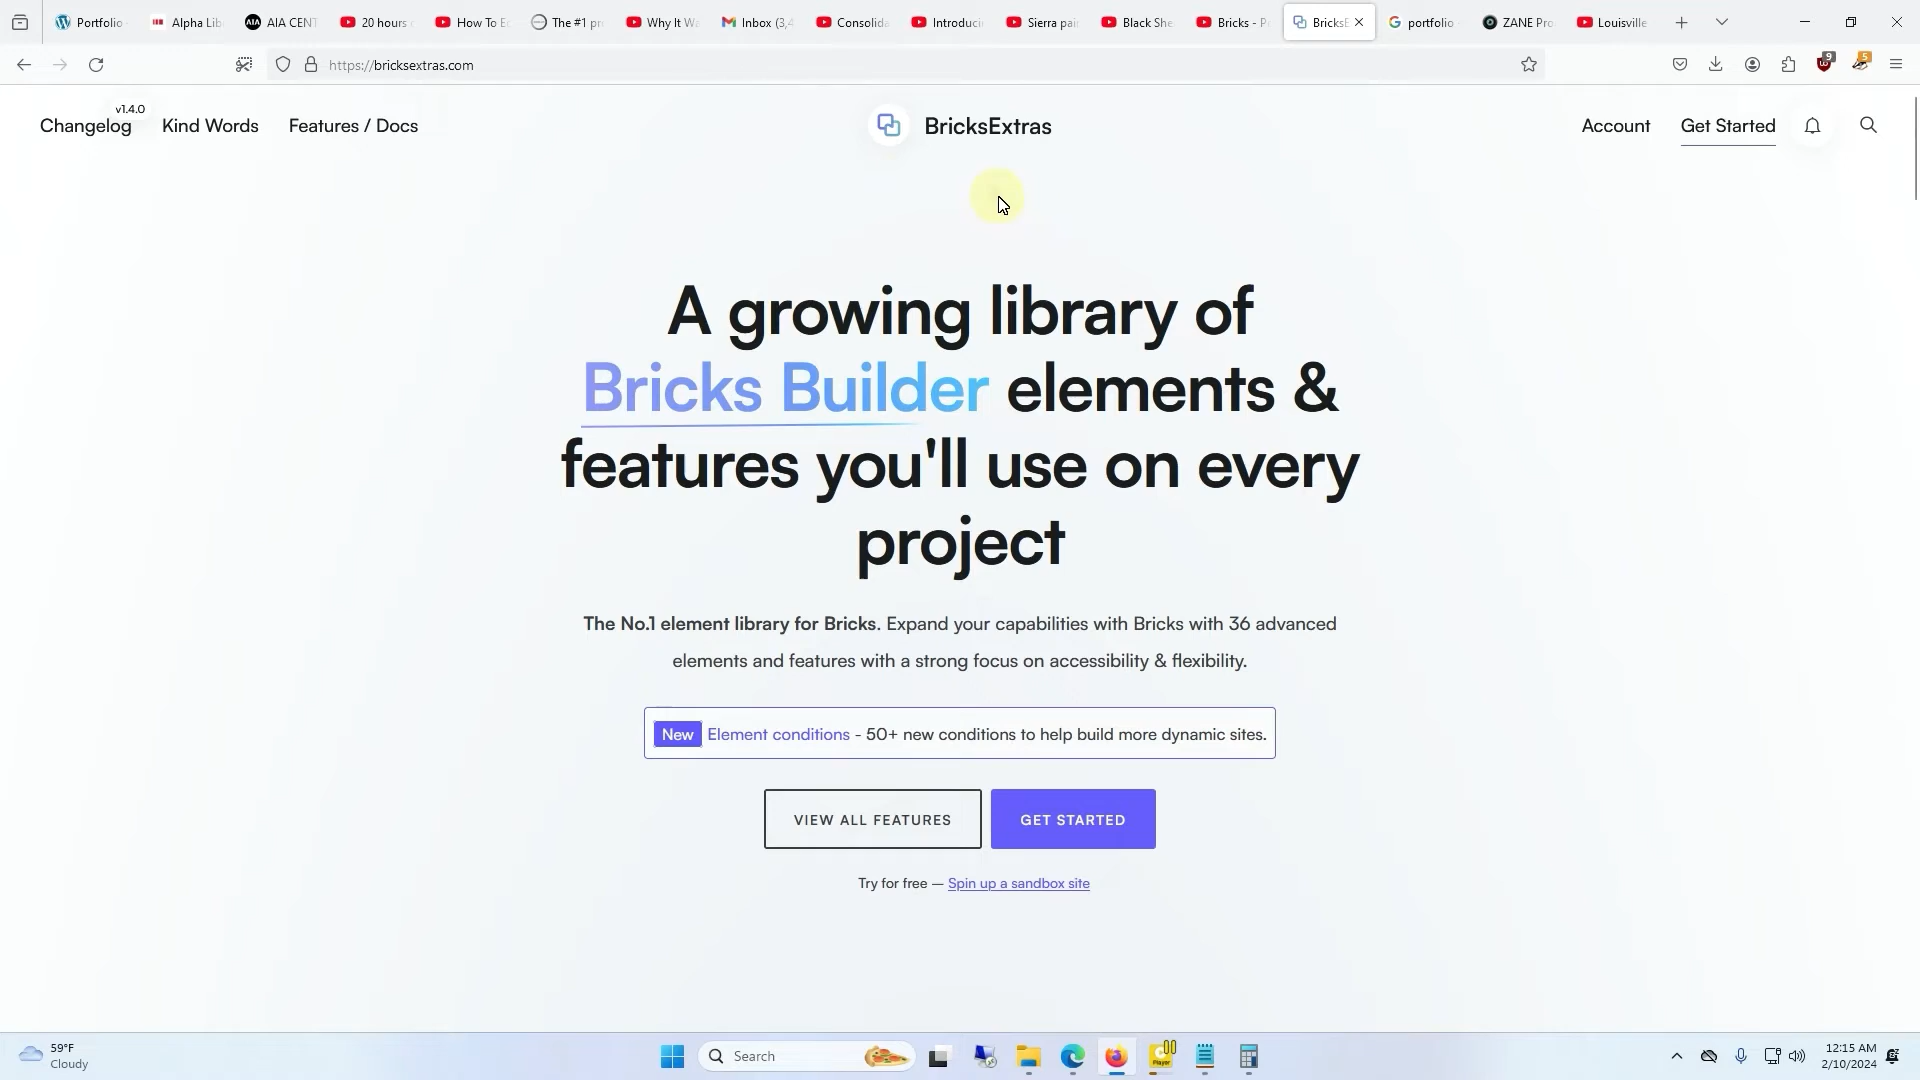 Portfolio
Alpha Lib
AIA CENT
20 hours
How To E
The #1 pr
Why It Wa
Inbox (3,4
Consolida
Introducin
Sierra pai
Black She
Bricks - P
BricksE
portfolio
ZANE Pro
Louisville
https://bricksextras.com
9
5
v1.4.0
Changelog Kind Words Features / Docs
BricksExtras
Account Get Started
A growing library of
Bricks Builder elements &
features you'll use on every
project
The No.1 element library for Bricks. Expand your capabilities with Bricks with 36 advanced
elements and features with a strong focus on accessibility & flexibility.
New Element conditions - 50+ new conditions to help build more dynamic sites.
VIEW ALL FEATURES
GET STARTED
Try for free — Spin up a sandbox site
59°F
Cloudy
Search
Player
12:15 AM
2/10/2024